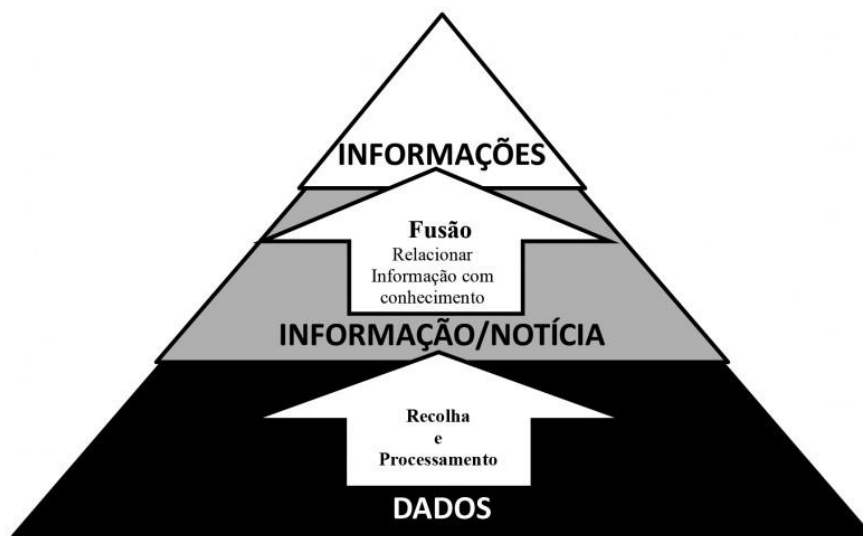 INFORMAÇÕES
Fusão
Relacionar
Informação com
conhecimento
INFORMAÇÃO/NOTÍCIA
Recolha
e
Processamento
DADOS